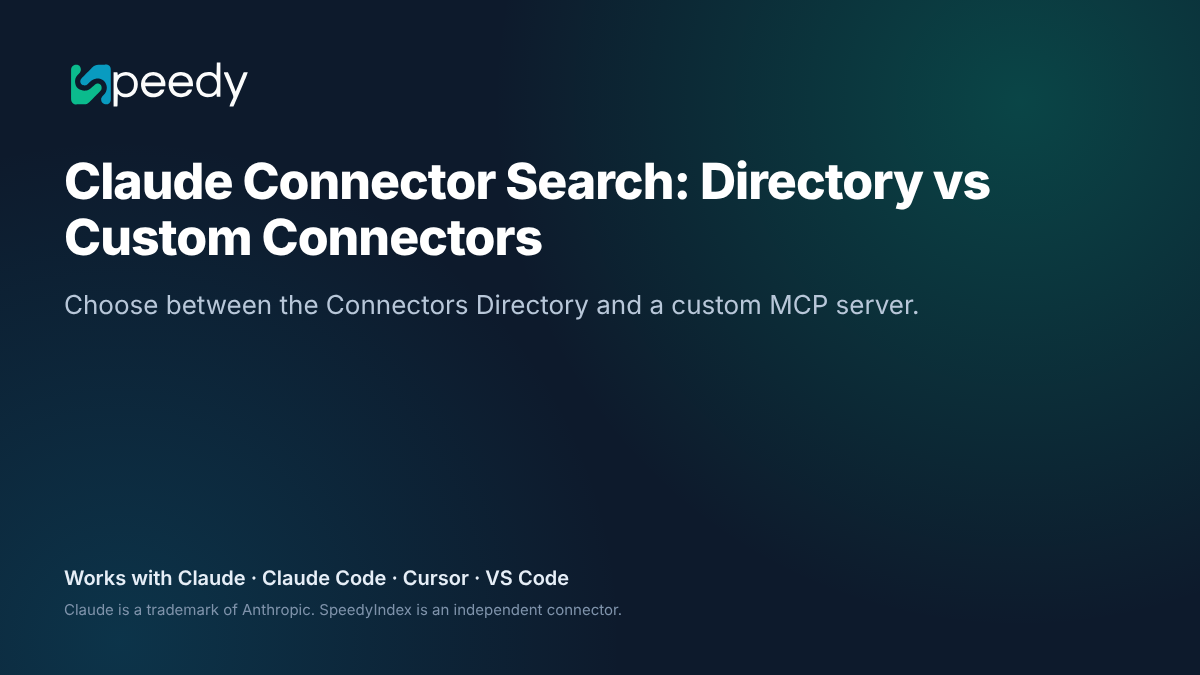 Speedy
Claude Connector Search: Directory vs
Custom Connectors
Choose between the Connectors Directory and a custom MCP server.
Works with Claude · Claude Code · Cursor · VS Code
Claude is a trademark of Anthropic. SpeedyIndex is an independent connector.